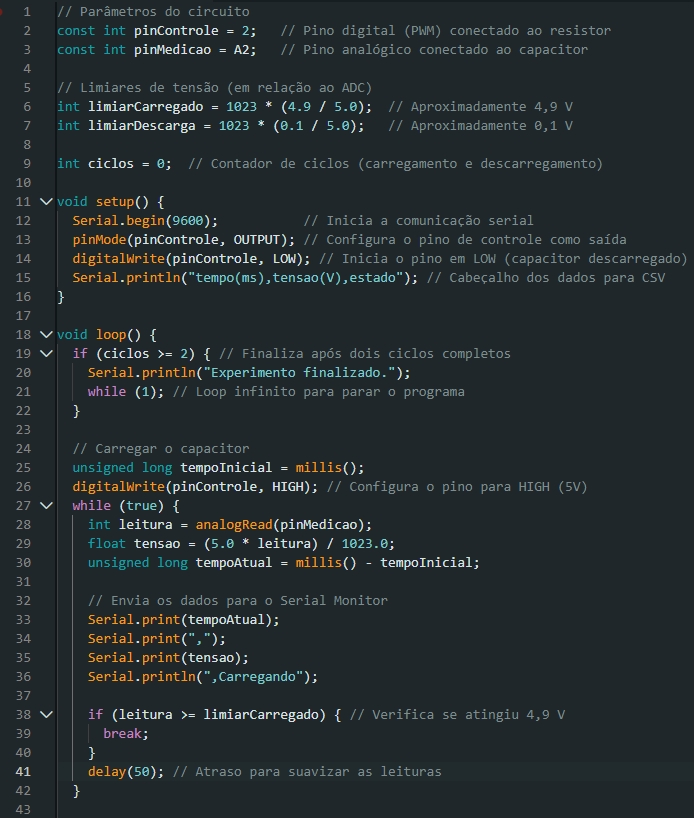 1 // Parâmetros do circuito
2 const int pinControle = 2;   // Pino digital (PWM) conectado ao resistor
3 const int pinMedicao = A2;   // Pino analógico conectado ao capacitor
4
5 // Limiares de tensão (em relação ao ADC)
6 int limiarCarregado = 1023 * (4.9 / 5.0);  // Aproximadamente 4,9 V
7 int limiarDescarga = 1023 * (0.1 / 5.0);   // Aproximadamente 0,1 V
8
9 int ciclos = 0;  // Contador de ciclos (carregamento e descarregamento)
10
11 void setup() {
12   Serial.begin(9600);           // Inicia a comunicação serial
13   pinMode(pinControle, OUTPUT); // Configura o pino de controle como saída
14   digitalWrite(pinControle, LOW); // Inicia o pino em LOW (capacitor descarregado)
15   Serial.println("tempo(ms),tensao(V),estado"); // Cabeçalho dos dados para CSV
16 }
17
18 void loop() {
19   if (ciclos >= 2) { // Finaliza após dois ciclos completos
20     Serial.println("Experimento finalizado.");
21     while (1); // Loop infinito para parar o programa
22   }
23
24   // Carregar o capacitor
25   unsigned long tempoInicial = millis();
26   digitalWrite(pinControle, HIGH); // Configura o pino para HIGH (5V)
27   while (true) {
28     int leitura = analogRead(pinMedicao);
29     float tensao = (5.0 * leitura) / 1023.0;
30     unsigned long tempoAtual = millis() - tempoInicial;
31
32     // Envia os dados para o Serial Monitor
33     Serial.print(tempoAtual);
34     Serial.print(",");
35     Serial.print(tensao);
36     Serial.println(",Carregando");
37
38     if (leitura >= limiarCarregado) { // Verifica se atingiu 4,9 V
39       break;
40     }
41     delay(50); // Atraso para suavizar as leituras
42   }
43